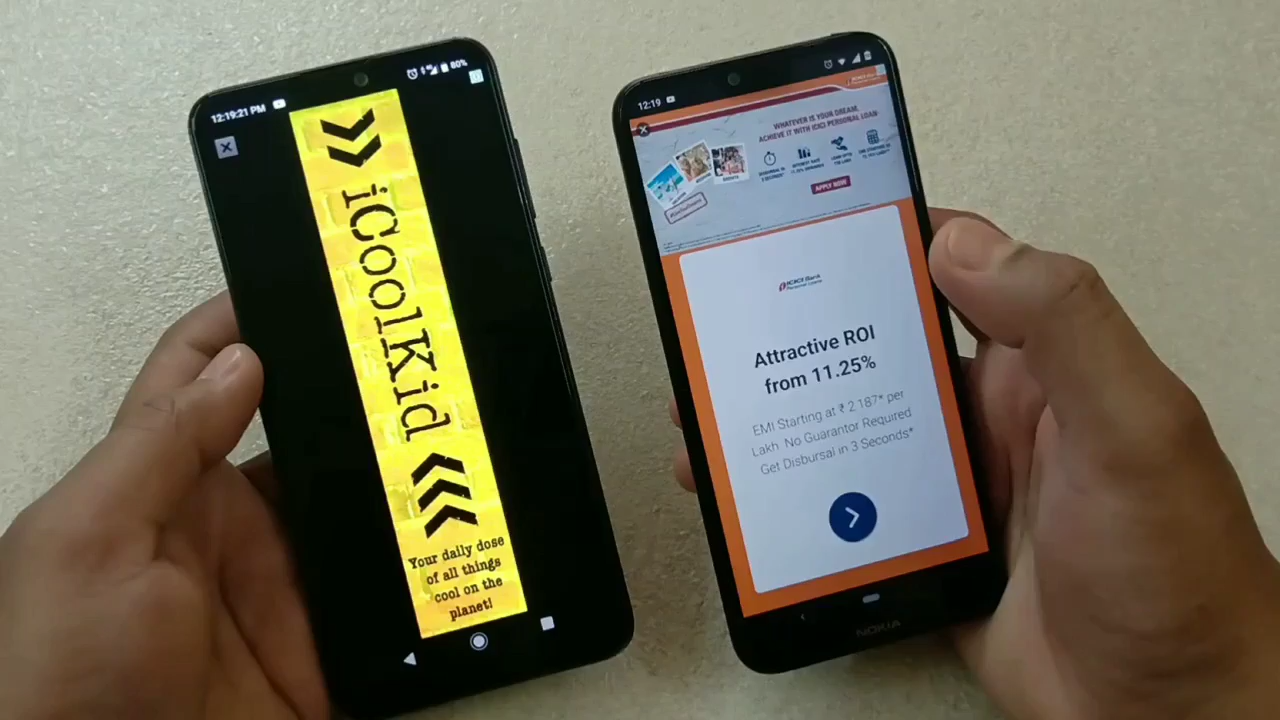 12:19:21 PM
80%
iCoolKid
Your daily dose
of all things
cool on the
planet!
12:19
WHATEVER IS YOUR DREAM,
ACHIEVE IT WITH ICICI PERSONAL LOAN
APPLY NOW
ICICI Bank
Personal Loans
Attractive ROI
from 11.25%
EMI Starting at ₹ 2 187* per
Lakh No Guarantor Required
Get Disbursal in 3 Seconds*
NOKIA